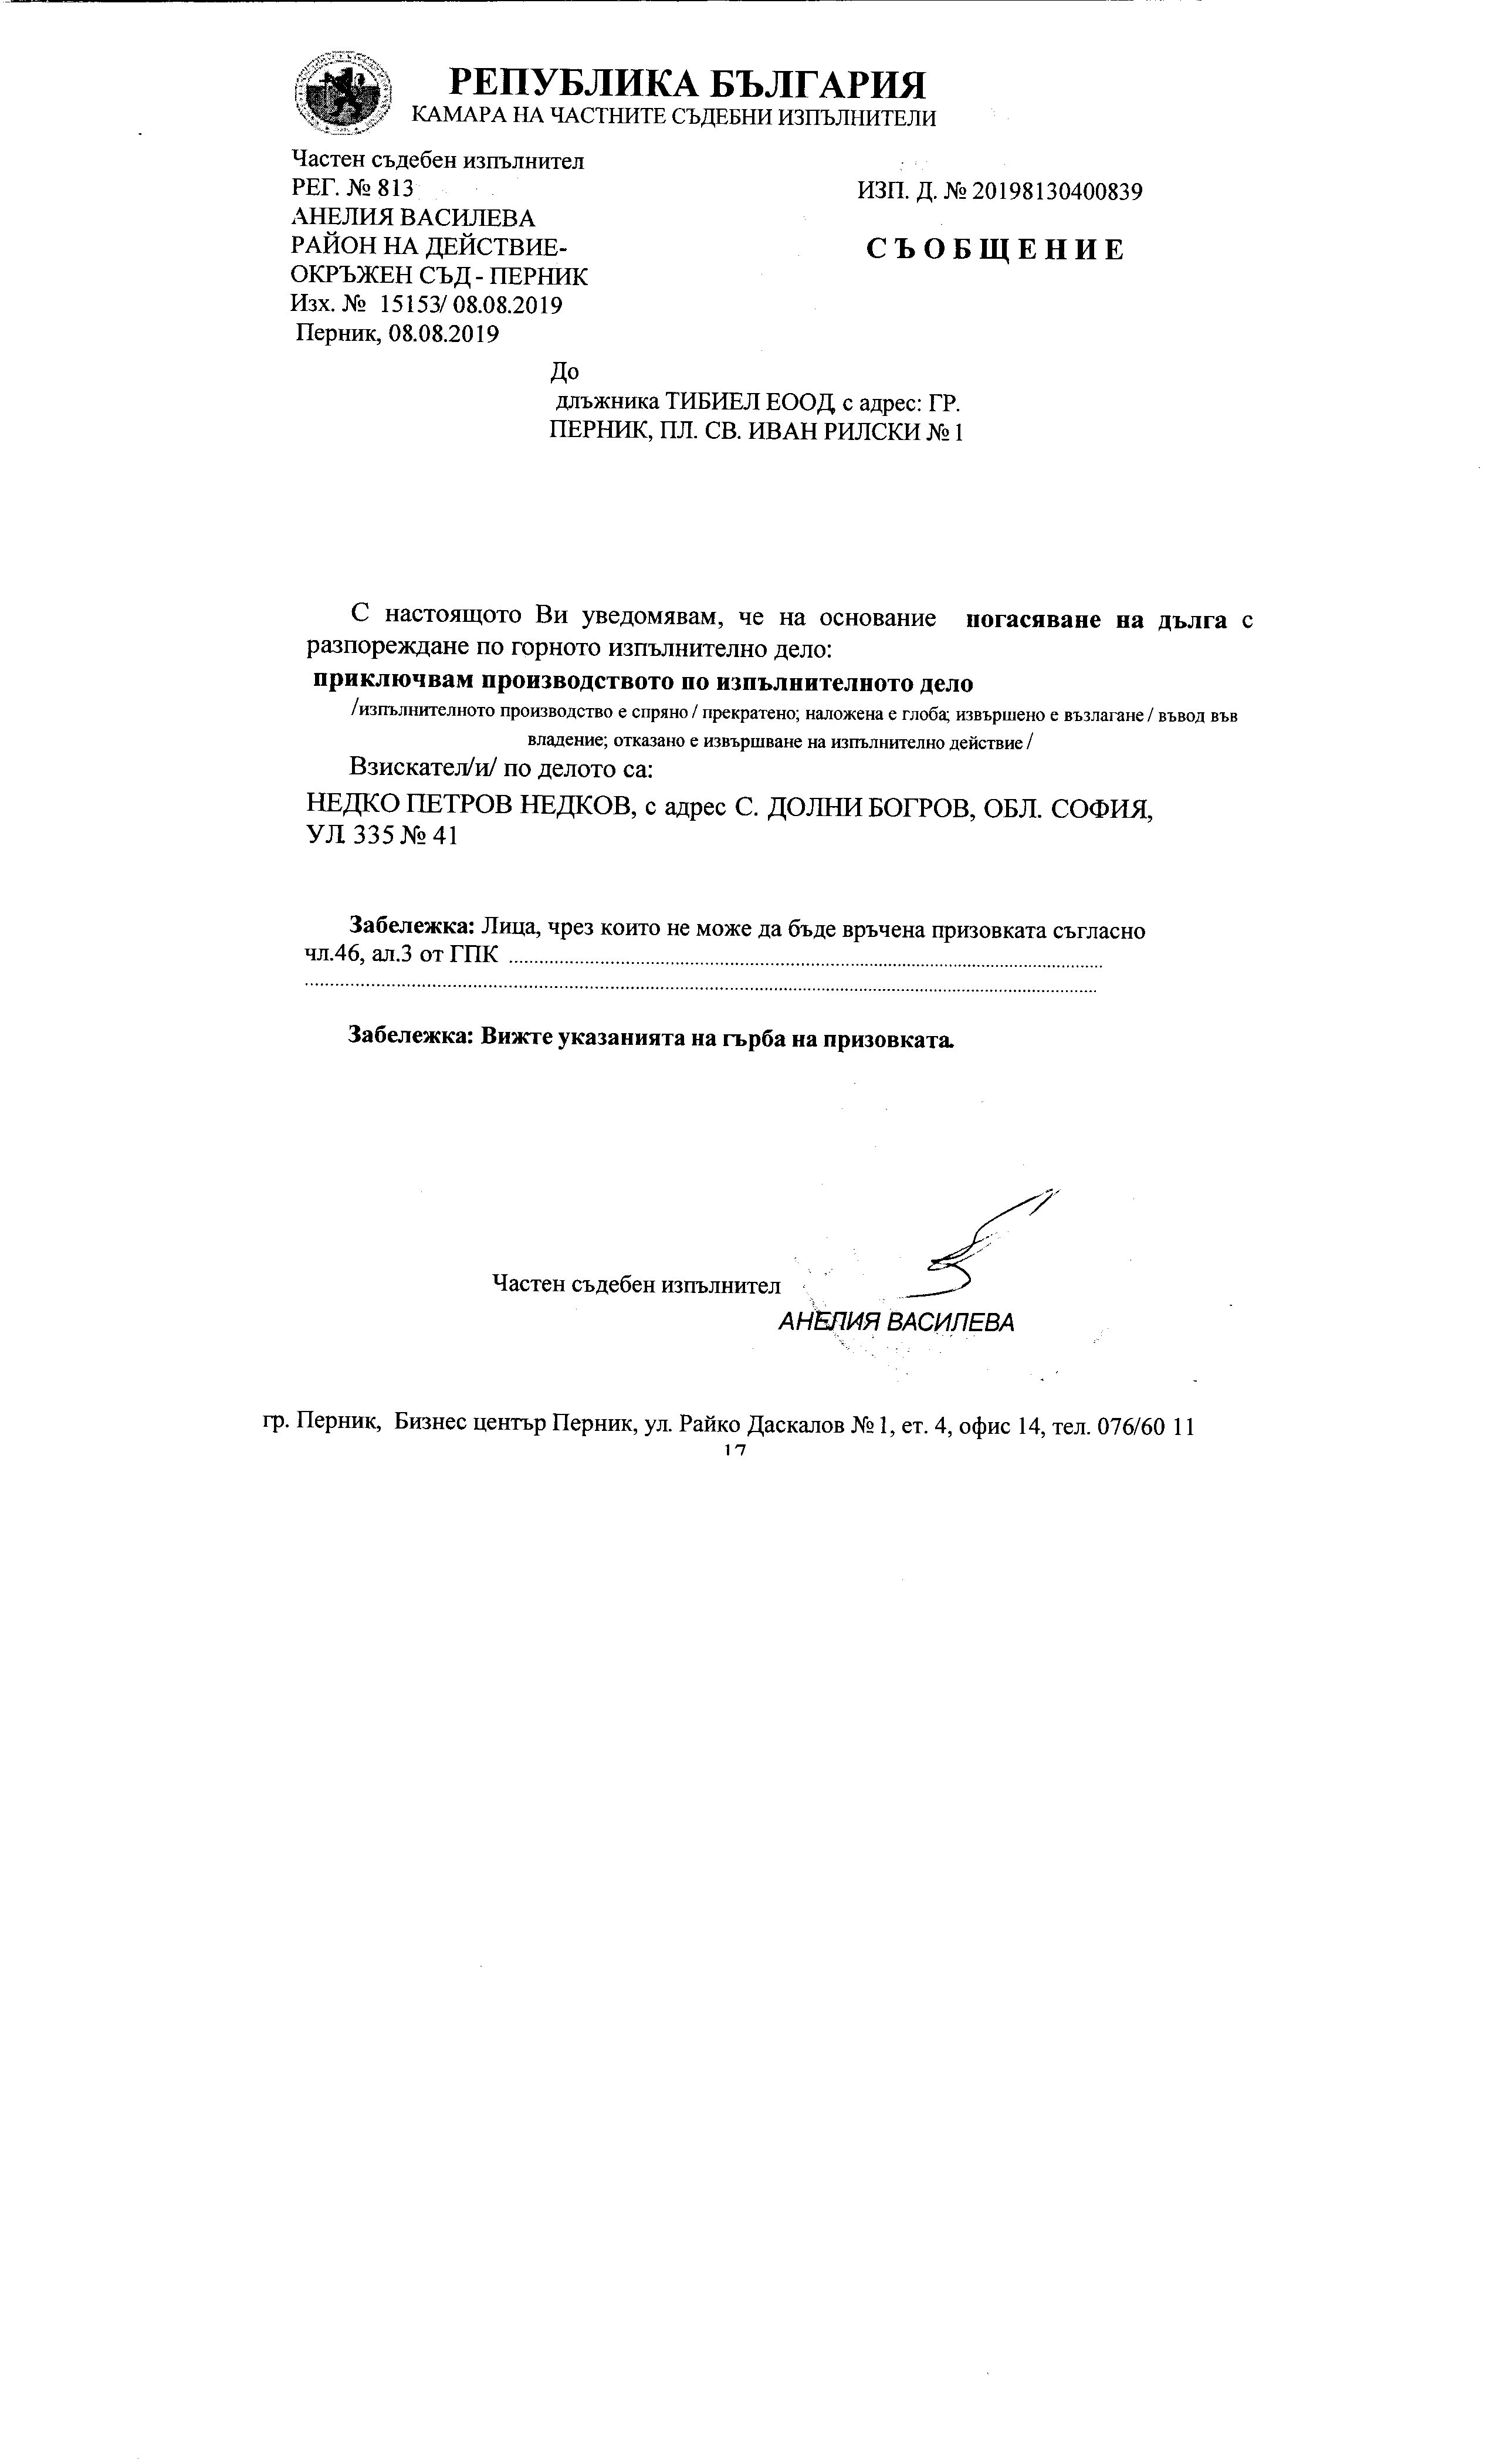 РЕПУБЛИКА БЪЛГАРИЯ
КАМАРА НА ЧАСТНИТЕ СЪДЕБНИ ИЗПЪЛНИТЕЛИ
Частен съдебен изпълнител
РЕГ. № 813
АНЕЛИЯ ВАСИЛЕВА
РАЙОН НА ДЕЙСТВИЕ-
ОКРЪЖЕН СЪД - ПЕРНИК
Изх. № 15153/ 08.08.2019
Перник, 08.08.2019
ИЗП. Д. № 20198130400839
С Ъ О Б Щ Е Н И Е
До
длъжника ТИБИЕЛ ЕООД, с адрес: ГР.
ПЕРНИК, ПЛ. СВ. ИВАН РИЛСКИ № 1
С настоящото Ви уведомявам, че на основание погасяване на дълга с
разпореждане по горното изпълнително дело:
приключвам производството по изпълнителното дело
/изпълнителното производство е спряно / прекратено; наложена е глоба; извършено е възлагане / въвод във
владение; отказано е извършване на изпълнително действие /
Взискател/и/ по делото са:
НЕДКО ПЕТРОВ НЕДКОВ, с адрес С. ДОЛНИ БОГРОВ, ОБЛ. СОФИЯ,
УЛ. 335 № 41
Забележка: Лица, чрез които не може да бъде връчена призовката съгласно
чл.46, ал.3 от ГПК ........................................................................
........................................................................
Забележка: Вижте указанията на гърба на призовката.
Частен съдебен изпълнител
АНЕЛИЯ ВАСИЛЕВА
гр. Перник, Бизнес център Перник, ул. Райко Даскалов № 1, ет. 4, офис 14, тел. 076/60 11
17